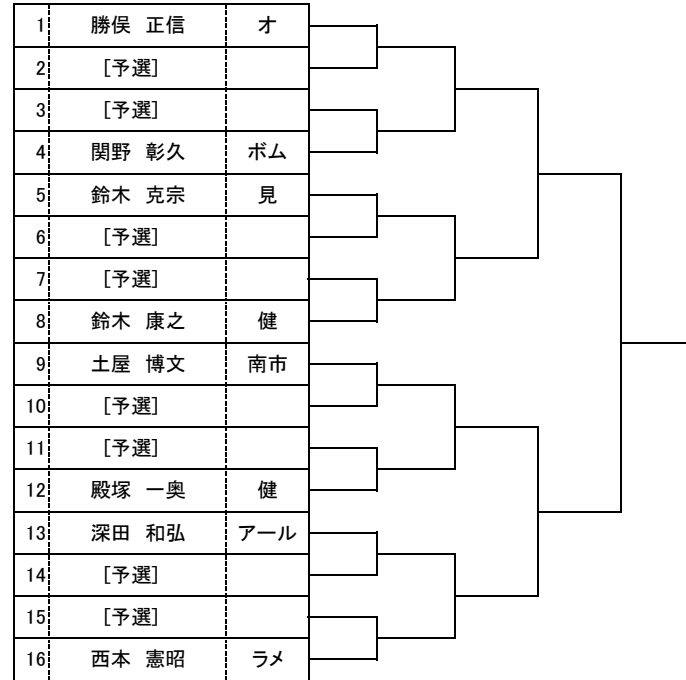 1 勝俣 正信 オ
2 [予選]
3 [予選]
4 関野 彰久 ボム
5 鈴木 克宗 見
6 [予選]
7 [予選]
8 鈴木 康之 健
9 土屋 博文 南市
10 [予選]
11 [予選]
12 殿塚 一奥 健
13 深田 和弘 アール
14 [予選]
15 [予選]
16 西本 憲昭 ラメ